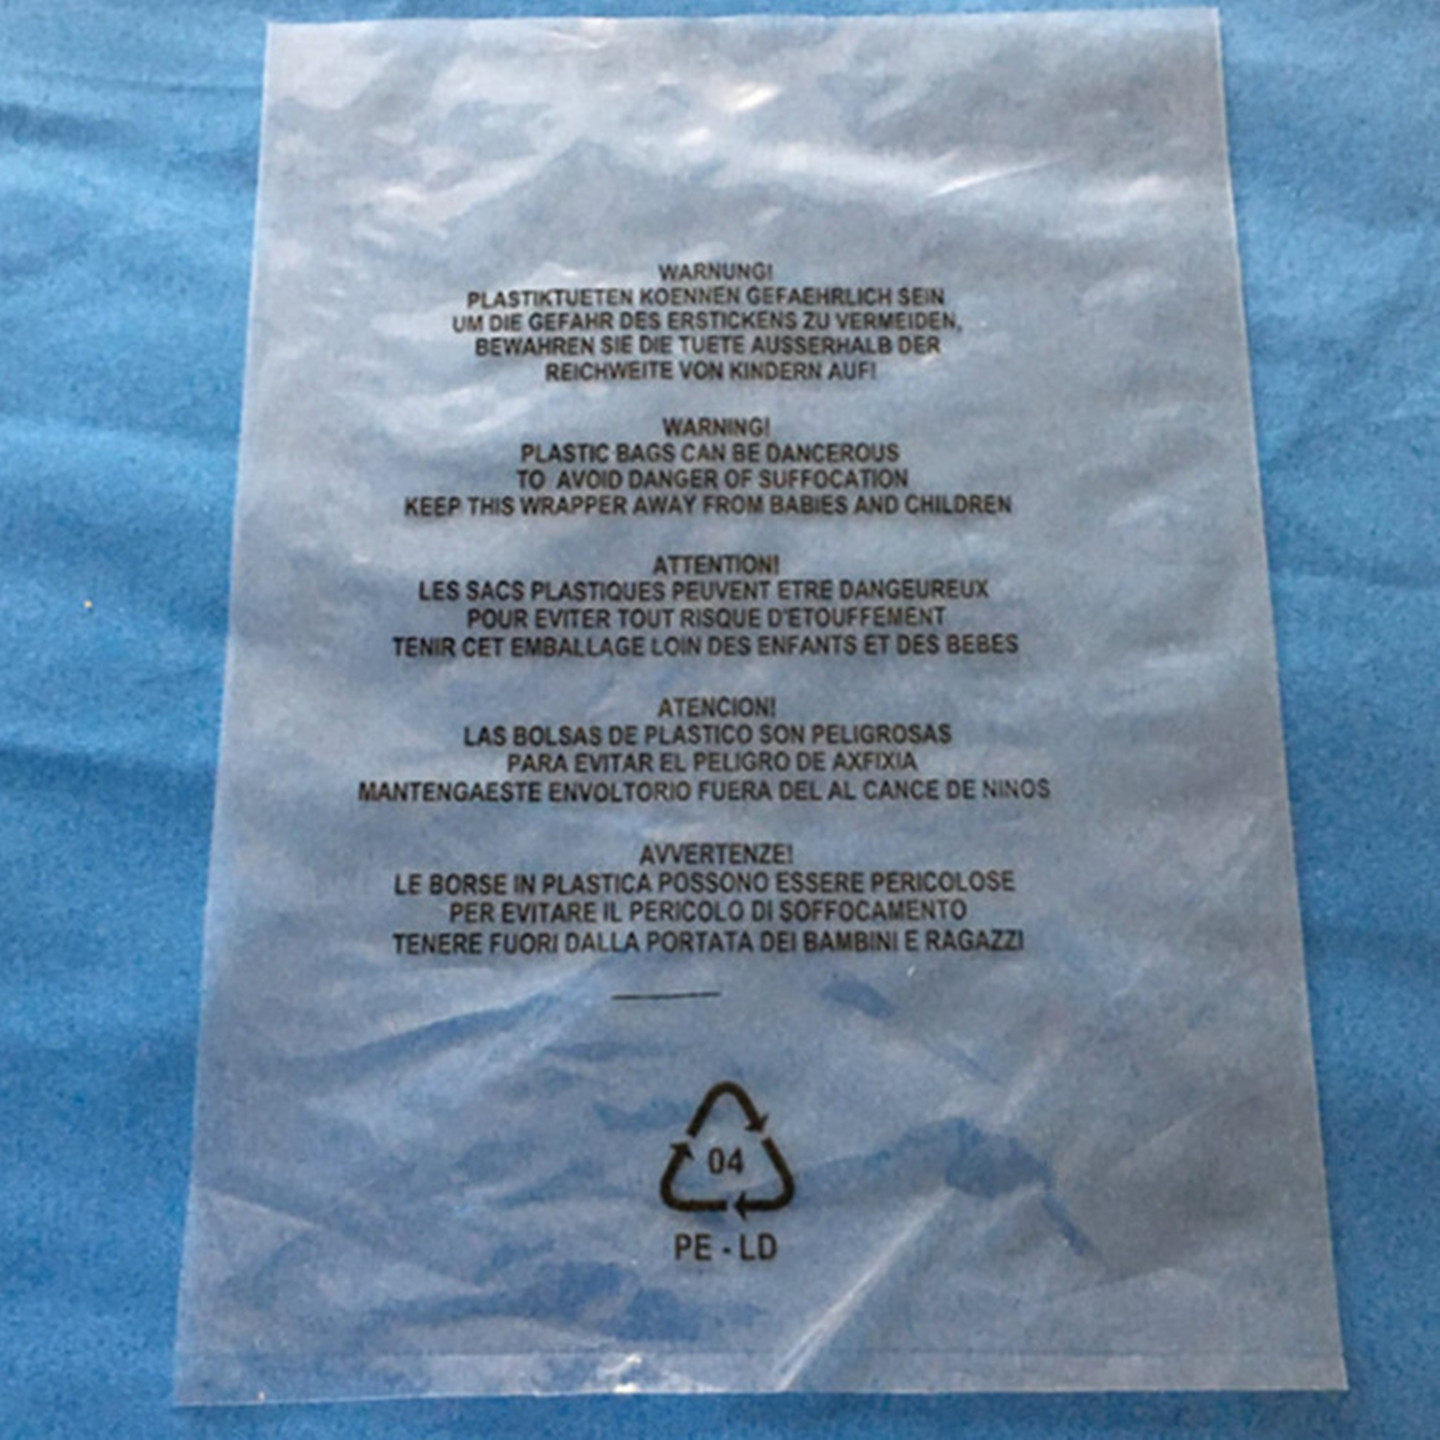 WARNUNG!
PLASTIKTUETEN KOENNEN GEFAEHRLICH SEIN
UM DIE GEFAHR DES ERSTICKENS ZU VERMEIDEN,
BEWAHREN SIE DIE TUETE AUSSERHALB DER
REICHWEITE VON KINDERN AUF!
WARNING!
PLASTIC BAGS CAN BE DANCEROUS
TO AVOID DANGER OF SUFFOCATION
KEEP THIS WRAPPER AWAY FROM BABIES AND CHILDREN
ATTENTION!
LES SACS PLASTIQUES PEUVENT ETRE DANGEUREUX
POUR EVITER TOUT RISQUE D'ETOUFFEMENT
TENIR CET EMBALLAGE LOIN DES ENFANTS ET DES BEBES
ATENCION!
LAS BOLSAS DE PLASTICO SON PELIGROSAS
PARA EVITAR EL PELIGRO DE AXFIXIA
MANTENGAESTE ENVOLTORIO FUERA DEL AL CANCE DE NINOS
AVVERTENZE!
LE BORSE IN PLASTICA POSSONO ESSERE PERICOLOSE
PER EVITARE IL PERICOLO DI SOFFOCAMENTO
TENERE FUORI DALLA PORTATA DEI BAMBINI E RAGAZZI
04
PE - LD